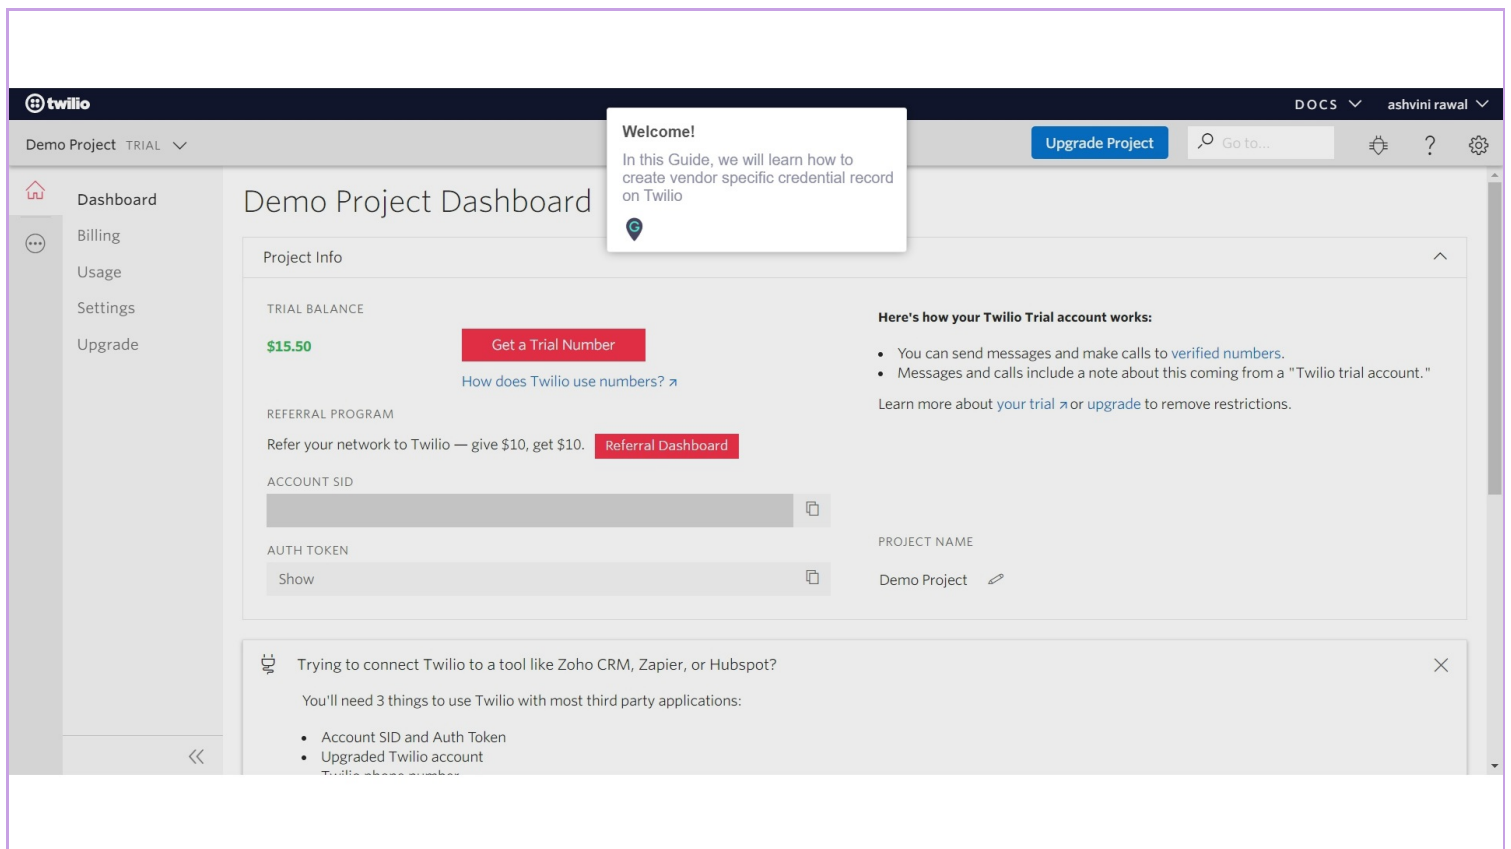 twilio
DOCS
ashvini rawal
Demo Project TRIAL
Upgrade Project
Go to...
Welcome!
In this Guide, we will learn how to
create vendor specific credential record
on Twilio
G
Dashboard
Billing
Usage
Settings
Upgrade
Demo Project Dashboard
Project Info
TRIAL BALANCE
$15.50
Get a Trial Number
How does Twilio use numbers?
REFERRAL PROGRAM
Refer your network to Twilio — give $10, get $10.
Referral Dashboard
ACCOUNT SID
AUTH TOKEN
Show
Here's how your Twilio Trial account works:
• You can send messages and make calls to verified numbers.
• Messages and calls include a note about this coming from a "Twilio trial account."
Learn more about your trial or upgrade to remove restrictions.
PROJECT NAME
Demo Project
Trying to connect Twilio to a tool like Zoho CRM, Zapier, or Hubspot?
You'll need 3 things to use Twilio with most third party applications:
• Account SID and Auth Token
• Upgraded Twilio account
Twilio phone number